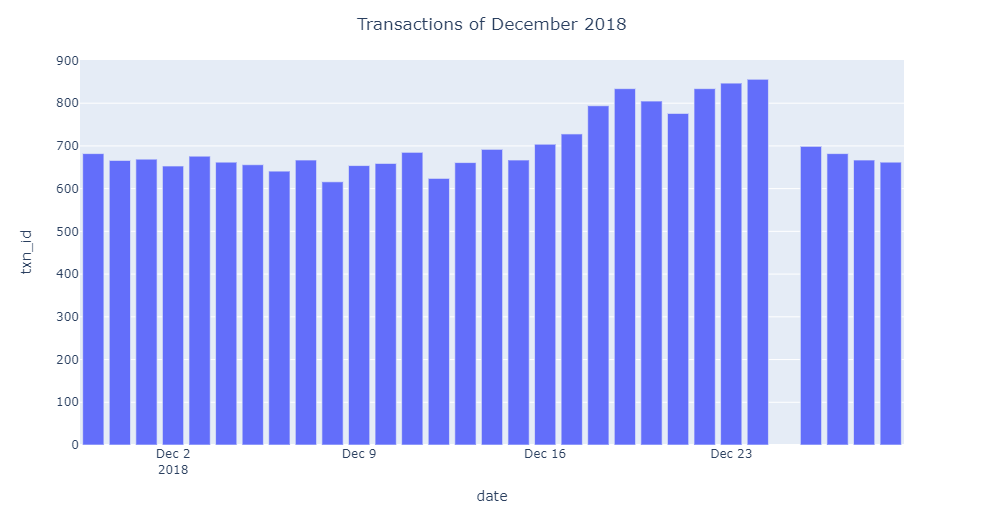 Transactions of December 2018
900
800
700
600
500
400
300
200
100
0
txn_id
Dec 2 Dec 9 Dec 16 Dec 23
2018
date